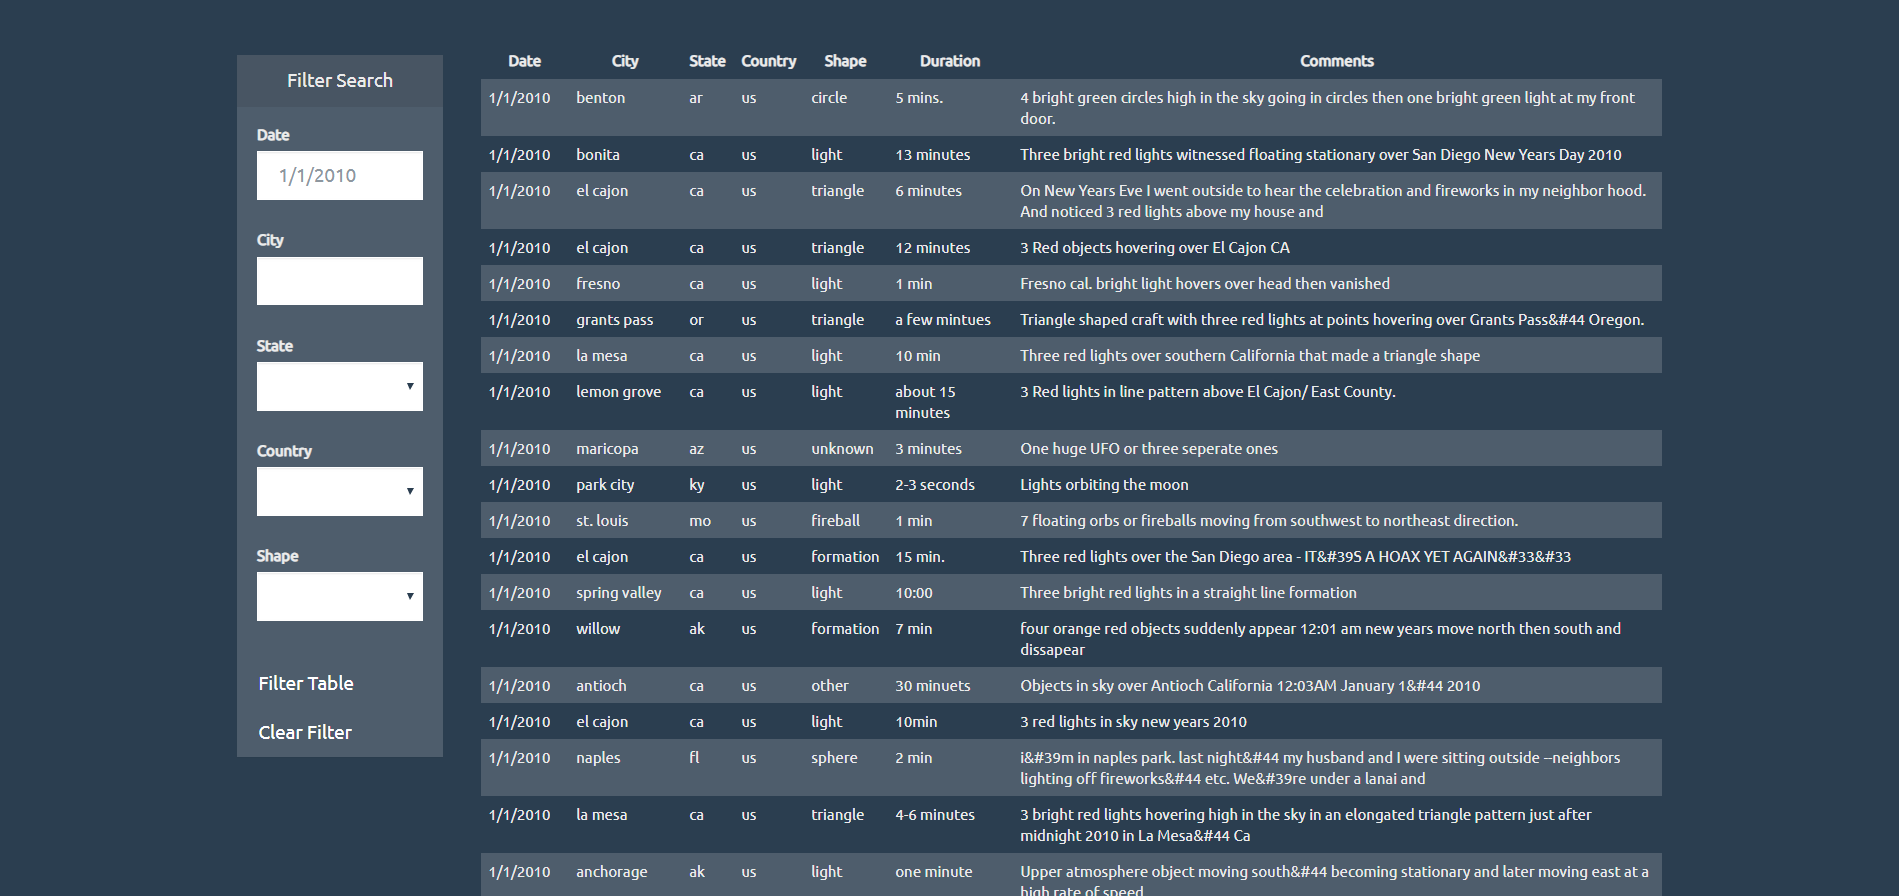 Filter Search
Date
1/1/2010
City
State
Country
Shape
Filter Table
Clear Filter
Date City State Country Shape Duration Comments
1/1/2010 benton ar us circle 5 mins. 4 bright green circles high in the sky going in circles then one bright green light at my front
door.
1/1/2010 bonita ca us light 13 minutes Three bright red lights witnessed floating stationary over San Diego New Years Day 2010
1/1/2010 el cajon ca us triangle 6 minutes On New Years Eve I went outside to hear the celebration and fireworks in my neighbor hood.
And noticed 3 red lights above my house and
1/1/2010 el cajon ca us triangle 12 minutes 3 Red objects hovering over El Cajon CA
1/1/2010 fresno ca us light 1 min Fresno cal. bright light hovers over head then vanished
1/1/2010 grants pass or us triangle a few mintues Triangle shaped craft with three red lights at points hovering over Grants Pass&#44 Oregon.
1/1/2010 la mesa ca us light 10 min Three red lights over southern California that made a triangle shape
1/1/2010 lemon grove ca us light about 15 3 Red lights in line pattern above El Cajon/ East County.
minutes
1/1/2010 maricopa az us unknown 3 minutes One huge UFO or three seperate ones
1/1/2010 park city ky us light 2-3 seconds Lights orbiting the moon
1/1/2010 st. louis mo us fireball 1 min 7 floating orbs or fireballs moving from southwest to northeast direction.
1/1/2010 el cajon ca us formation 15 min. Three red lights over the San Diego area - IT&#39S A HOAX YET AGAIN&#33&#33
1/1/2010 spring valley ca us light 10:00 Three bright red lights in a straight line formation
1/1/2010 willow ak us formation 7 min four orange red objects suddenly appear 12:01 am new years move north then south and
dissapear
1/1/2010 antioch ca us other 30 minuets Objects in sky over Antioch California 12:03AM January 1&#44 2010
1/1/2010 el cajon ca us light 10min 3 red lights in sky new years 2010
1/1/2010 naples fl us sphere 2 min i&#39m in naples park. last night&#44 my husband and I were sitting outside --neighbors
lighting off fireworks&#44 etc. We&#39re under a lanai and
1/1/2010 la mesa ca us triangle 4-6 minutes 3 bright red lights hovering high in the sky in an elongated triangle pattern just after
midnight 2010 in La Mesa&#44 Ca
1/1/2010 anchorage ak us light one minute Upper atmosphere object moving south&#44 becoming stationary and later moving east at a
high rate of speed